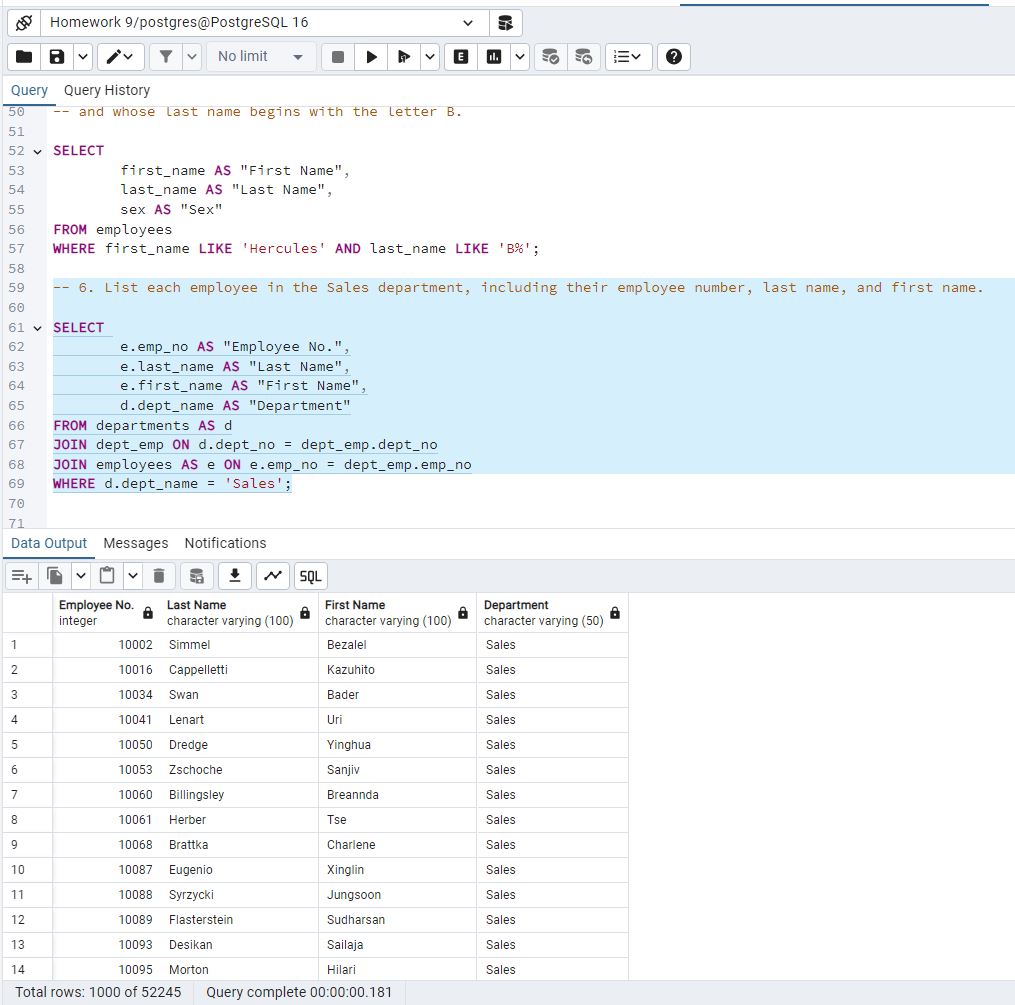 Homework 9/postgres@PostgreSQL 16
No limit
Query Query History
50 -- and whose last name begins with the letter B.
51
52 SELECT
53 first_name AS "First Name",
54 last_name AS "Last Name",
55 sex AS "Sex"
56 FROM employees
57 WHERE first_name LIKE 'Hercules' AND last_name LIKE 'B%';
58
59 -- 6. List each employee in the Sales department, including their employee number, last name, and first name.
60
61 SELECT
62 e.emp_no AS "Employee No.",
63 e.last_name AS "Last Name",
64 e.first_name AS "First Name",
65 d.dept_name AS "Department"
66 FROM departments AS d
67 JOIN dept_emp ON d.dept_no = dept_emp.dept_no
68 JOIN employees AS e ON e.emp_no = dept_emp.emp_no
69 WHERE d.dept_name = 'Sales';
70
71
Data Output Messages Notifications
SQL
Employee No. Last Name First Name Department
integer character varying (100) character varying (100) character varying (50)
1 10002 Simmel Bezalel Sales
2 10016 Cappelletti Kazuhito Sales
3 10034 Swan Bader Sales
4 10041 Lenart Uri Sales
5 10050 Dredge Yinghua Sales
6 10053 Zschoche Sanjiv Sales
7 10060 Billingsley Breannda Sales
8 10061 Herber Tse Sales
9 10068 Brattka Charlene Sales
10 10087 Eugenio Xinglin Sales
11 10088 Syrzycki Jungsoon Sales
12 10089 Flasterstein Sudharsan Sales
13 10093 Desikan Sailaja Sales
14 10095 Morton Hilari Sales
Total rows: 1000 of 52245 Query complete 00:00:00.181